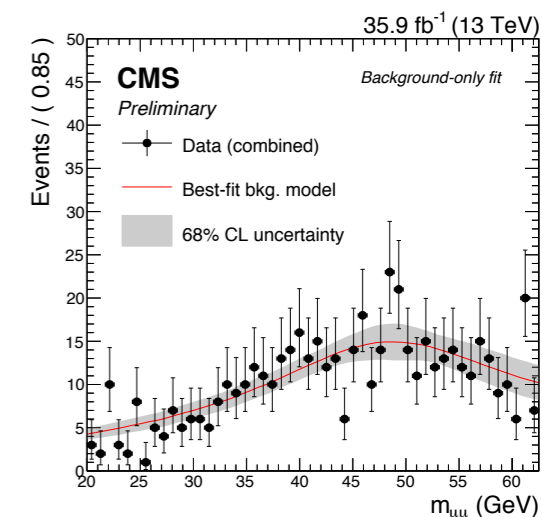 35.9 fb⁻¹ (13 TeV)
Events / ( 0.85 )
50
45
40
35
30
25
20
15
10
5
0
CMS
Background-only fit
Preliminary
Data (combined)
Best-fit bkg. model
68% CL uncertainty
20 25 30 35 40 45 50 55 60
m_μμ (GeV)